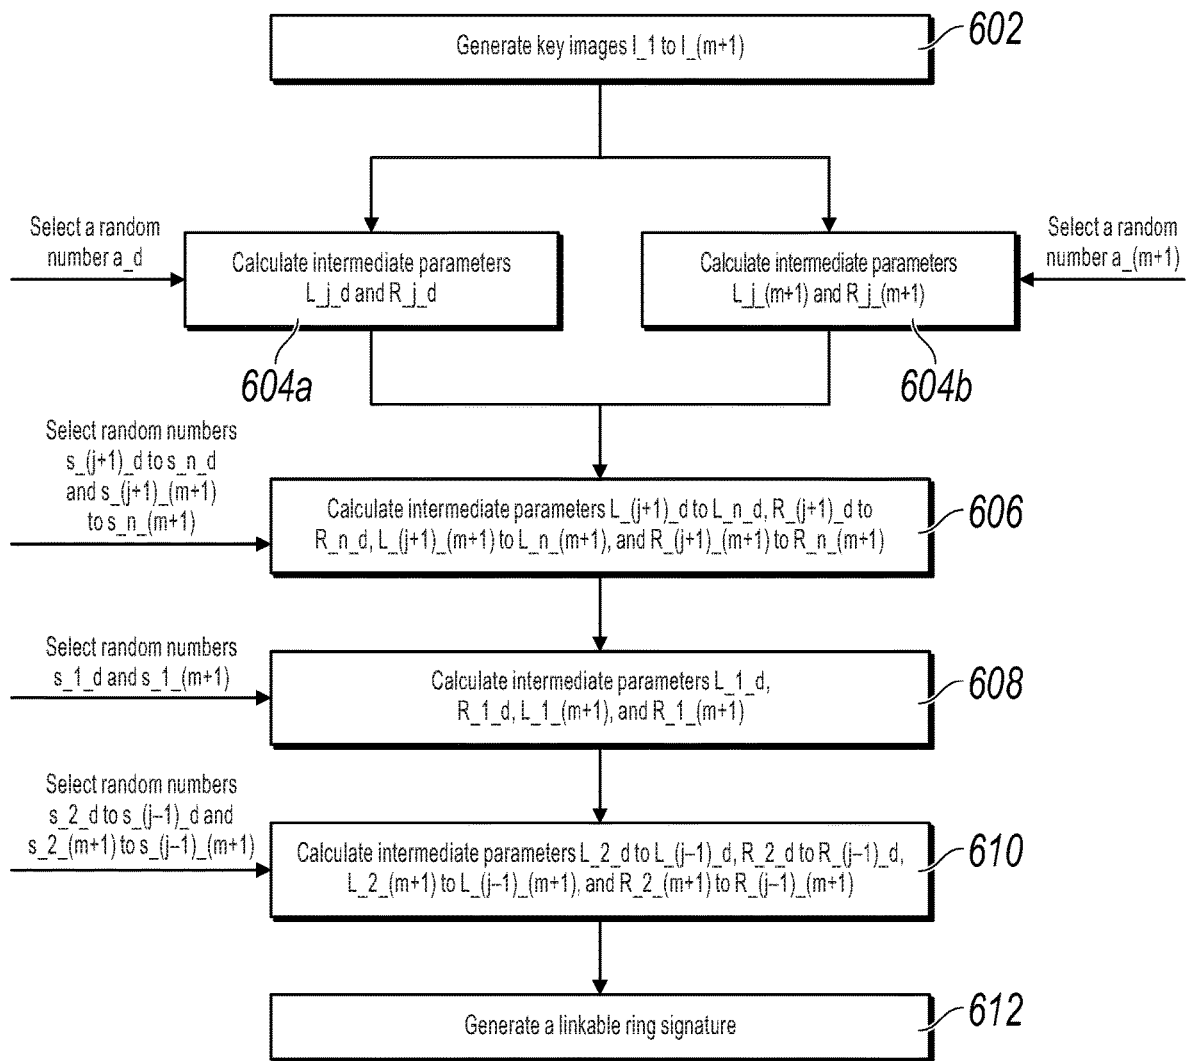 Generate key images I_1 to I_(m+1)
602
Select a random
number a_d
Calculate intermediate parameters
L_j_d and R_j_d
604a
Calculate intermediate parameters
L_j_(m+1) and R_j_(m+1)
604b
Select a random
number a_(m+1)
Select random numbers
s_(j+1)_d to s_n_d
and s_(j+1)_(m+1)
to s_n_(m+1)
Calculate intermediate parameters L_(j+1)_d to L_n_d, R_(j+1)_d to
R_n_d, L_(j+1)_(m+1) to L_n_(m+1), and R_(j+1)_(m+1) to R_n_(m+1)
606
Select random numbers
s_1_d and s_1_(m+1)
Calculate intermediate parameters L_1_d,
R_1_d, L_1_(m+1), and R_1_(m+1)
608
Select random numbers
s_2_d to s_(j–1)_d and
s_2_(m+1) to s_(j–1)_(m+1)
Calculate intermediate parameters L_2_d to L_(j–1)_d, R_2_d to R_(j–1)_d,
L_2_(m+1) to L_(j–1)_(m+1), and R_2_(m+1) to R_(j–1)_(m+1)
610
Generate a linkable ring signature
612